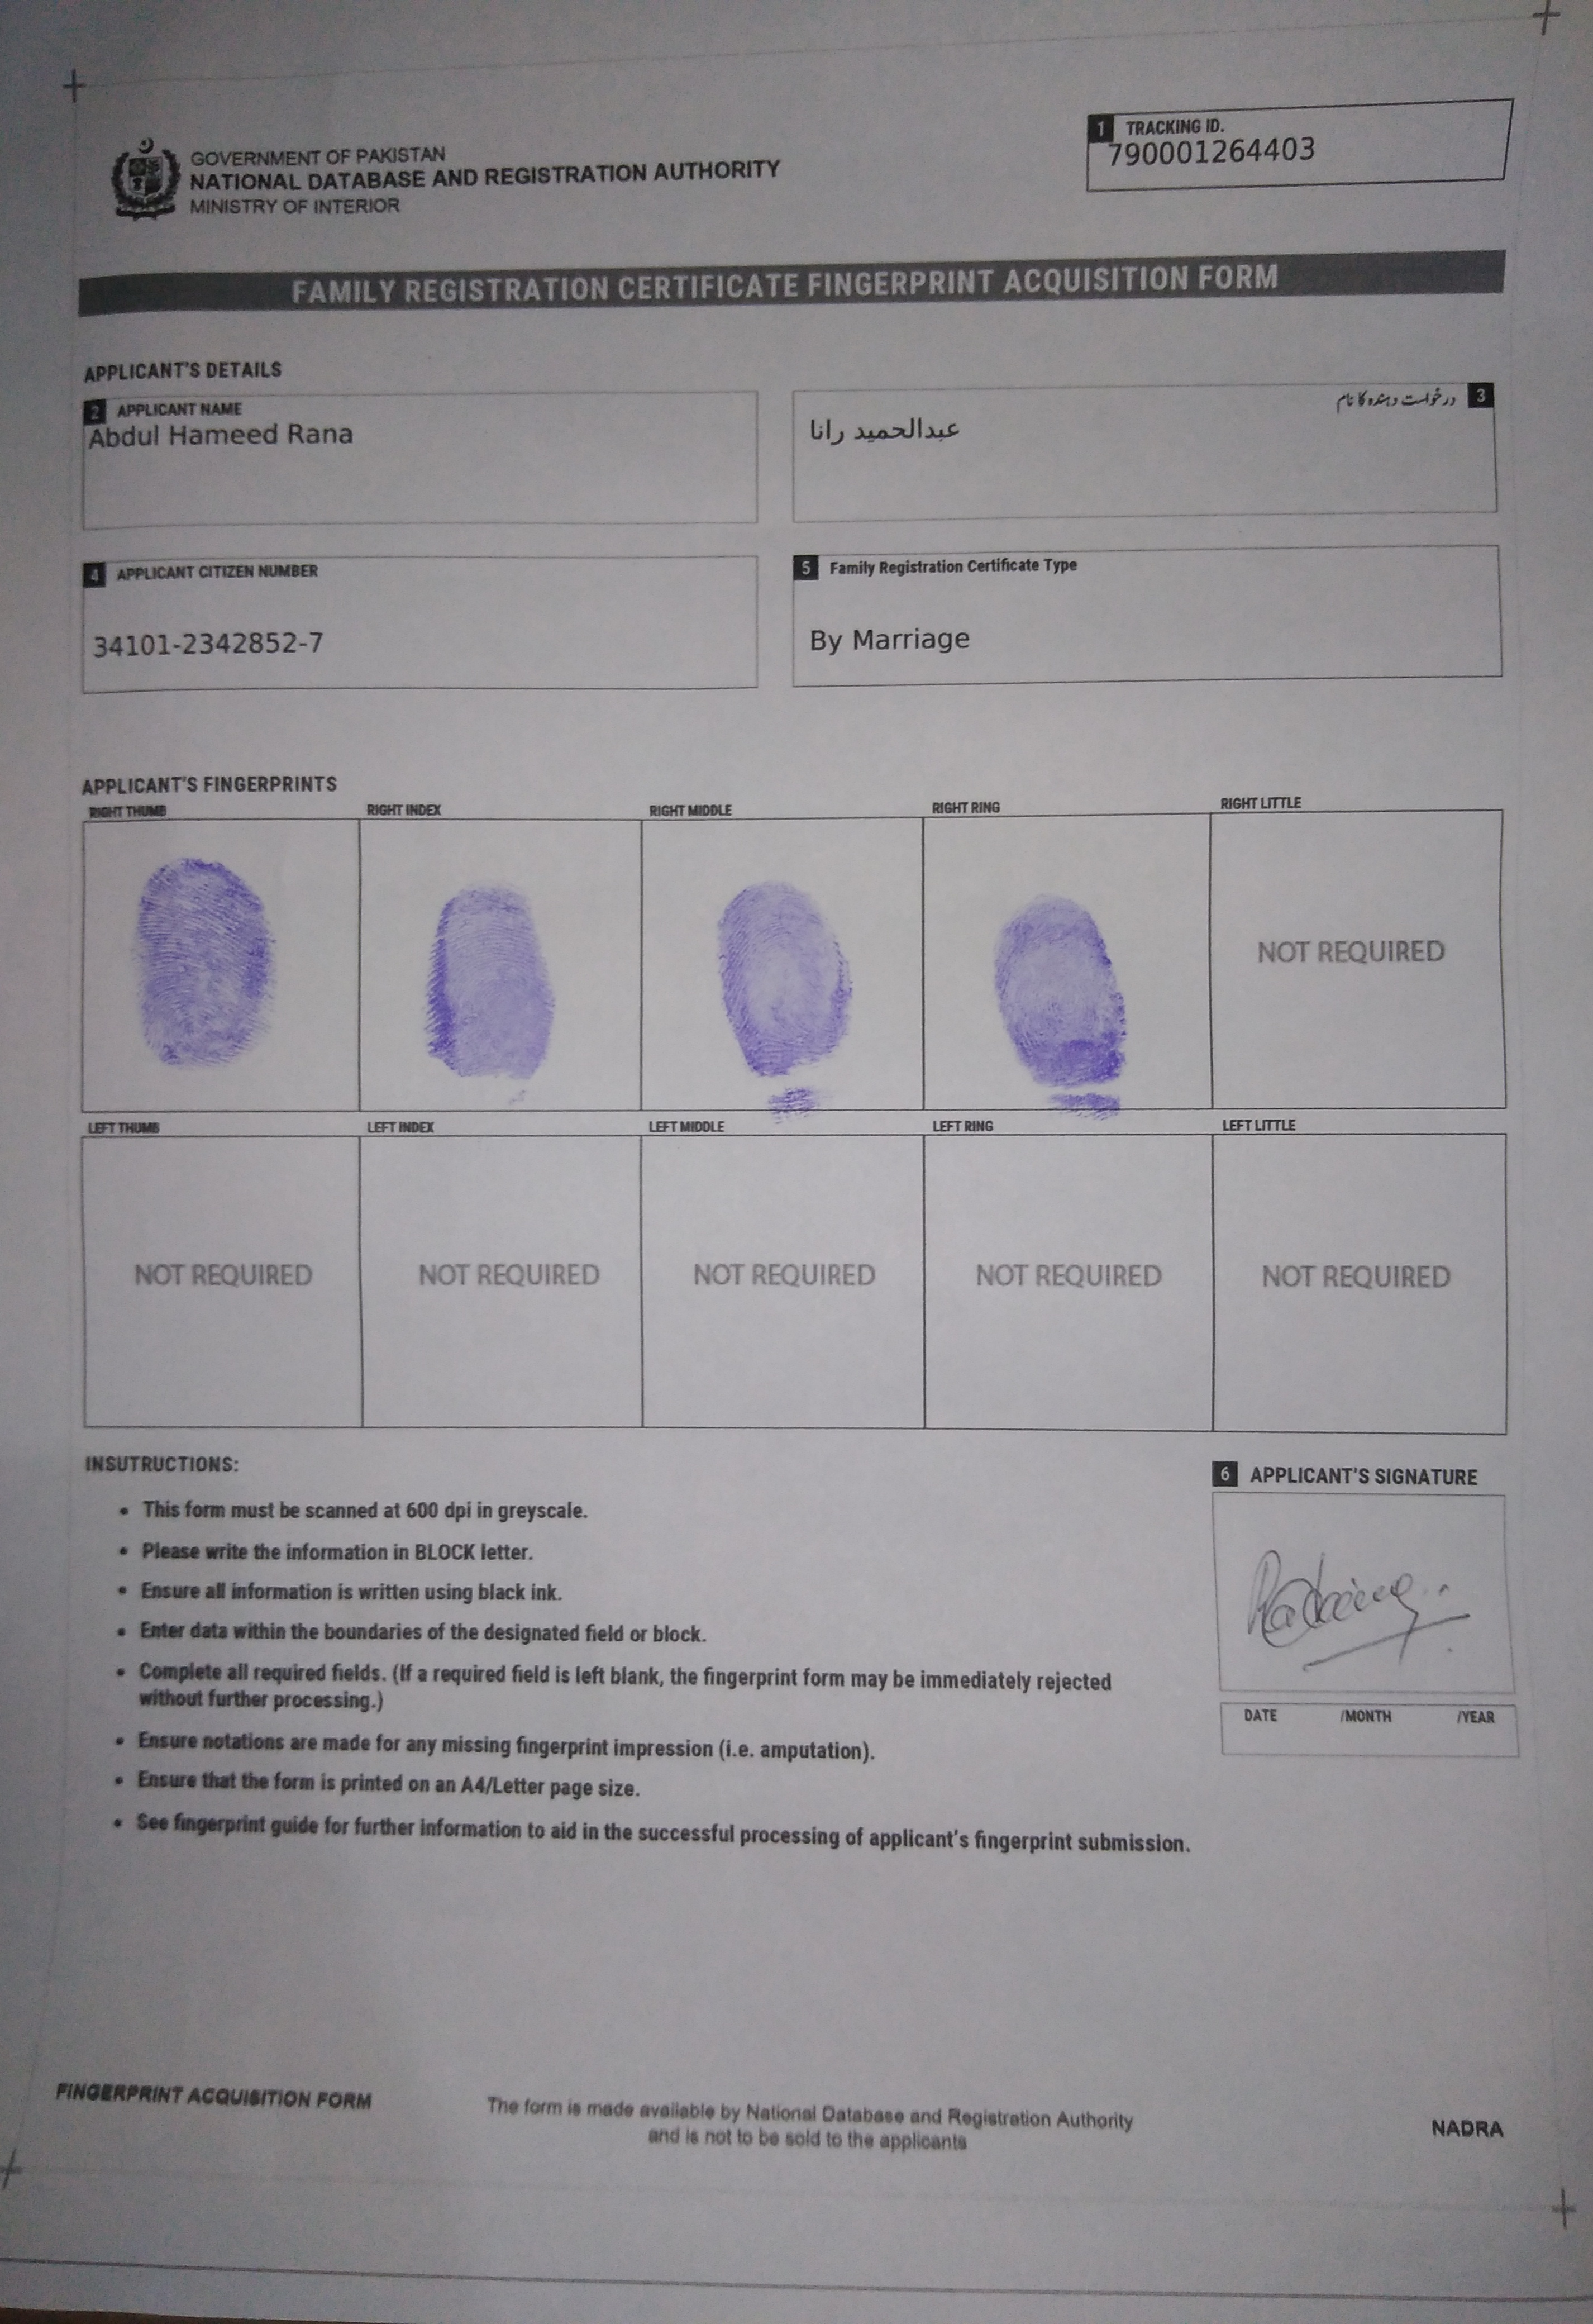 GOVERNMENT OF PAKISTAN
NATIONAL DATABASE AND REGISTRATION AUTHORITY
MINISTRY OF INTERIOR
1 TRACKING ID.
790001264403
FAMILY REGISTRATION CERTIFICATE FINGERPRINT ACQUISITION FORM
APPLICANT'S DETAILS
2 APPLICANT NAME
Abdul Hameed Rana
3 درخواست دہندہ کا نام
عبدالحمید رانا
4 APPLICANT CITIZEN NUMBER
34101-2342852-7
5 Family Registration Certificate Type
By Marriage
APPLICANT'S FINGERPRINTS
RIGHT THUMB RIGHT INDEX RIGHT MIDDLE RIGHT RING RIGHT LITTLE
NOT REQUIRED
LEFT THUMB LEFT INDEX LEFT MIDDLE LEFT RING LEFT LITTLE
NOT REQUIRED NOT REQUIRED NOT REQUIRED NOT REQUIRED NOT REQUIRED
INSUTRUCTIONS:
• This form must be scanned at 600 dpi in greyscale.
• Please write the information in BLOCK letter.
• Ensure all information is written using black ink.
• Enter data within the boundaries of the designated field or block.
• Complete all required fields. (If a required field is left blank, the fingerprint form may be immediately rejected
without further processing.)
• Ensure notations are made for any missing fingerprint impression (i.e. amputation).
• Ensure that the form is printed on an A4/Letter page size.
• See fingerprint guide for further information to aid in the successful processing of applicant's fingerprint submission.
6 APPLICANT'S SIGNATURE
DATE /MONTH /YEAR
FINGERPRINT ACQUISITION FORM
The form is made available by National Database and Registration Authority
and is not to be sold to the applicants
NADRA